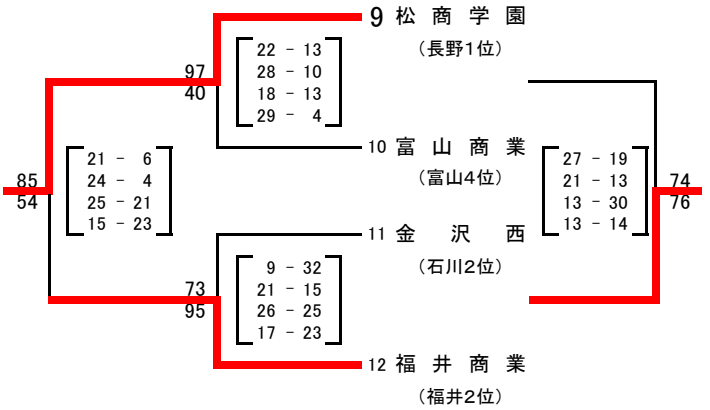 9 松商学園
(長野1位)
97
40
22 - 13
28 - 10
18 - 13
29 - 4
10 富山商業
(富山4位)
85
54
21 - 6
24 - 4
25 - 21
15 - 23
27 - 19
21 - 13
13 - 30
13 - 14
74
76
11 金沢西
(石川2位)
73
95
9 - 32
21 - 15
26 - 25
17 - 23
12 福井商業
(福井2位)